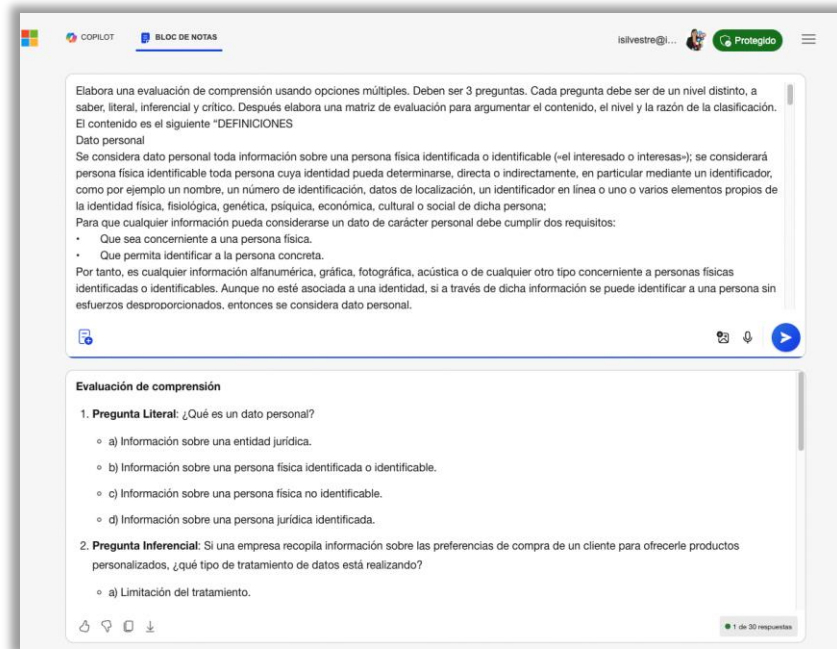 COPILOT
BLOC DE NOTAS
isilvestre@i...
Protegido
Elabora una evaluación de comprensión usando opciones múltiples. Deben ser 3 preguntas. Cada pregunta debe ser de un nivel distinto, a
saber, literal, inferencial y crítico. Después elabora una matriz de evaluación para argumentar el contenido, el nivel y la razón de la clasificación.
El contenido es el siguiente “DEFINICIONES
Dato personal
Se considera dato personal toda información sobre una persona física identificada o identificable («el interesado o interesas»); se considerará
persona física identificable toda persona cuya identidad pueda determinarse, directa o indirectamente, en particular mediante un identificador,
como por ejemplo un nombre, un número de identificación, datos de localización, un identificador en línea o uno o varios elementos propios de
la identidad física, fisiológica, genética, psíquica, económica, cultural o social de dicha persona;
Para que cualquier información pueda considerarse un dato de carácter personal debe cumplir dos requisitos:
• Que sea concerniente a una persona física.
• Que permita identificar a la persona concreta.
Por tanto, es cualquier información alfanumérica, gráfica, fotográfica, acústica o de cualquier otro tipo concerniente a personas físicas
identificadas o identificables. Aunque no esté asociada a una identidad, si a través de dicha información se puede identificar a una persona sin
esfuerzos desproporcionados, entonces se considera dato personal.
Evaluación de comprensión
1. Pregunta Literal: ¿Qué es un dato personal?
a) Información sobre una entidad jurídica.
b) Información sobre una persona física identificada o identificable.
c) Información sobre una persona física no identificable.
d) Información sobre una persona jurídica identificada.
2. Pregunta Inferencial: Si una empresa recopila información sobre las preferencias de compra de un cliente para ofrecerle productos
personalizados, ¿qué tipo de tratamiento de datos está realizando?
a) Limitación del tratamiento.
1 de 30 respuestas